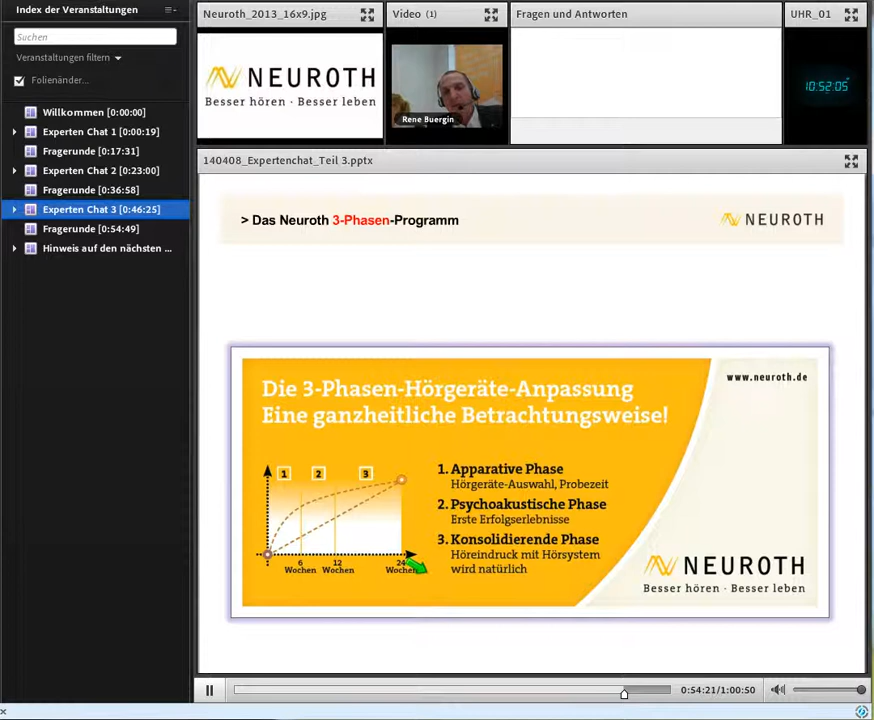 Index der Veranstaltungen
Suchen
Veranstaltungen filtern
Folienänder...
Willkommen [0:00:00]
Experten Chat 1 [0:00:19]
Fragerunde [0:17:31]
Experten Chat 2 [0:23:00]
Fragerunde [0:36:58]
Experten Chat 3 [0:46:25]
Fragerunde [0:54:49]
Hinweis auf den nächsten ...
Neuroth_2013_16x9.jpg
NEUROTH
Besser hören · Besser leben
Video (1)
Rene Buergin
Fragen und Antworten
UHR_01
10:52:05
140408_Expertenchat_Teil 3.pptx
> Das Neuroth 3-Phasen-Programm
NEUROTH
Die 3-Phasen-Hörgeräte-Anpassung
Eine ganzheitliche Betrachtungsweise!
www.neuroth.de
1 2 3
6 12 24
Wochen Wochen Wochen
1. Apparative Phase
Hörgeräte-Auswahl, Probezeit
2. Psychoakustische Phase
Erste Erfolgserlebnisse
3. Konsolidierende Phase
Höreindruck mit Hörsystem
wird natürlich
NEUROTH
Besser hören · Besser leben
0:54:21/1:00:50